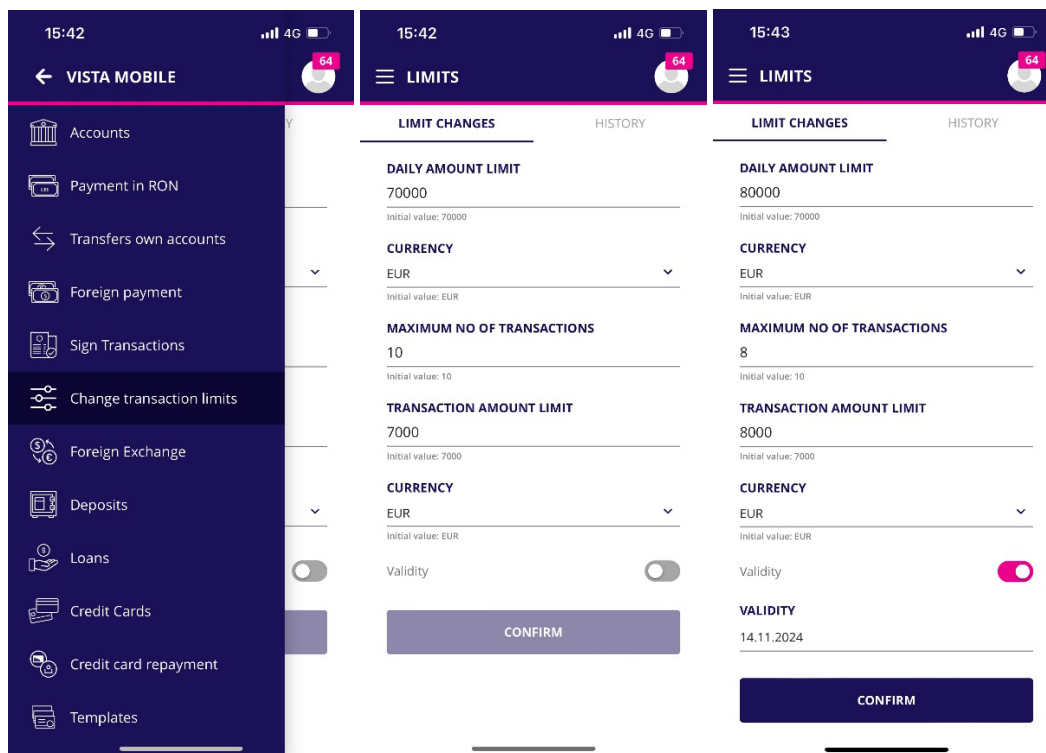 15:42
4G
VISTA MOBILE
64
Y
Accounts
Payment in RON
Transfers own accounts
Foreign payment
Sign Transactions
Change transaction limits
Foreign Exchange
Deposits
Loans
Credit Cards
Credit card repayment
Templates
15:42
4G
LIMITS
64
LIMIT CHANGES
HISTORY
DAILY AMOUNT LIMIT
70000
Initial value: 70000
CURRENCY
EUR
Initial value: EUR
MAXIMUM NO OF TRANSACTIONS
10
Initial value: 10
TRANSACTION AMOUNT LIMIT
7000
Initial value: 7000
CURRENCY
EUR
Initial value: EUR
Validity
CONFIRM
15:43
4G
LIMITS
64
LIMIT CHANGES
HISTORY
DAILY AMOUNT LIMIT
80000
Initial value: 70000
CURRENCY
EUR
Initial value: EUR
MAXIMUM NO OF TRANSACTIONS
8
Initial value: 10
TRANSACTION AMOUNT LIMIT
8000
Initial value: 7000
CURRENCY
EUR
Initial value: EUR
Validity
VALIDITY
14.11.2024
CONFIRM